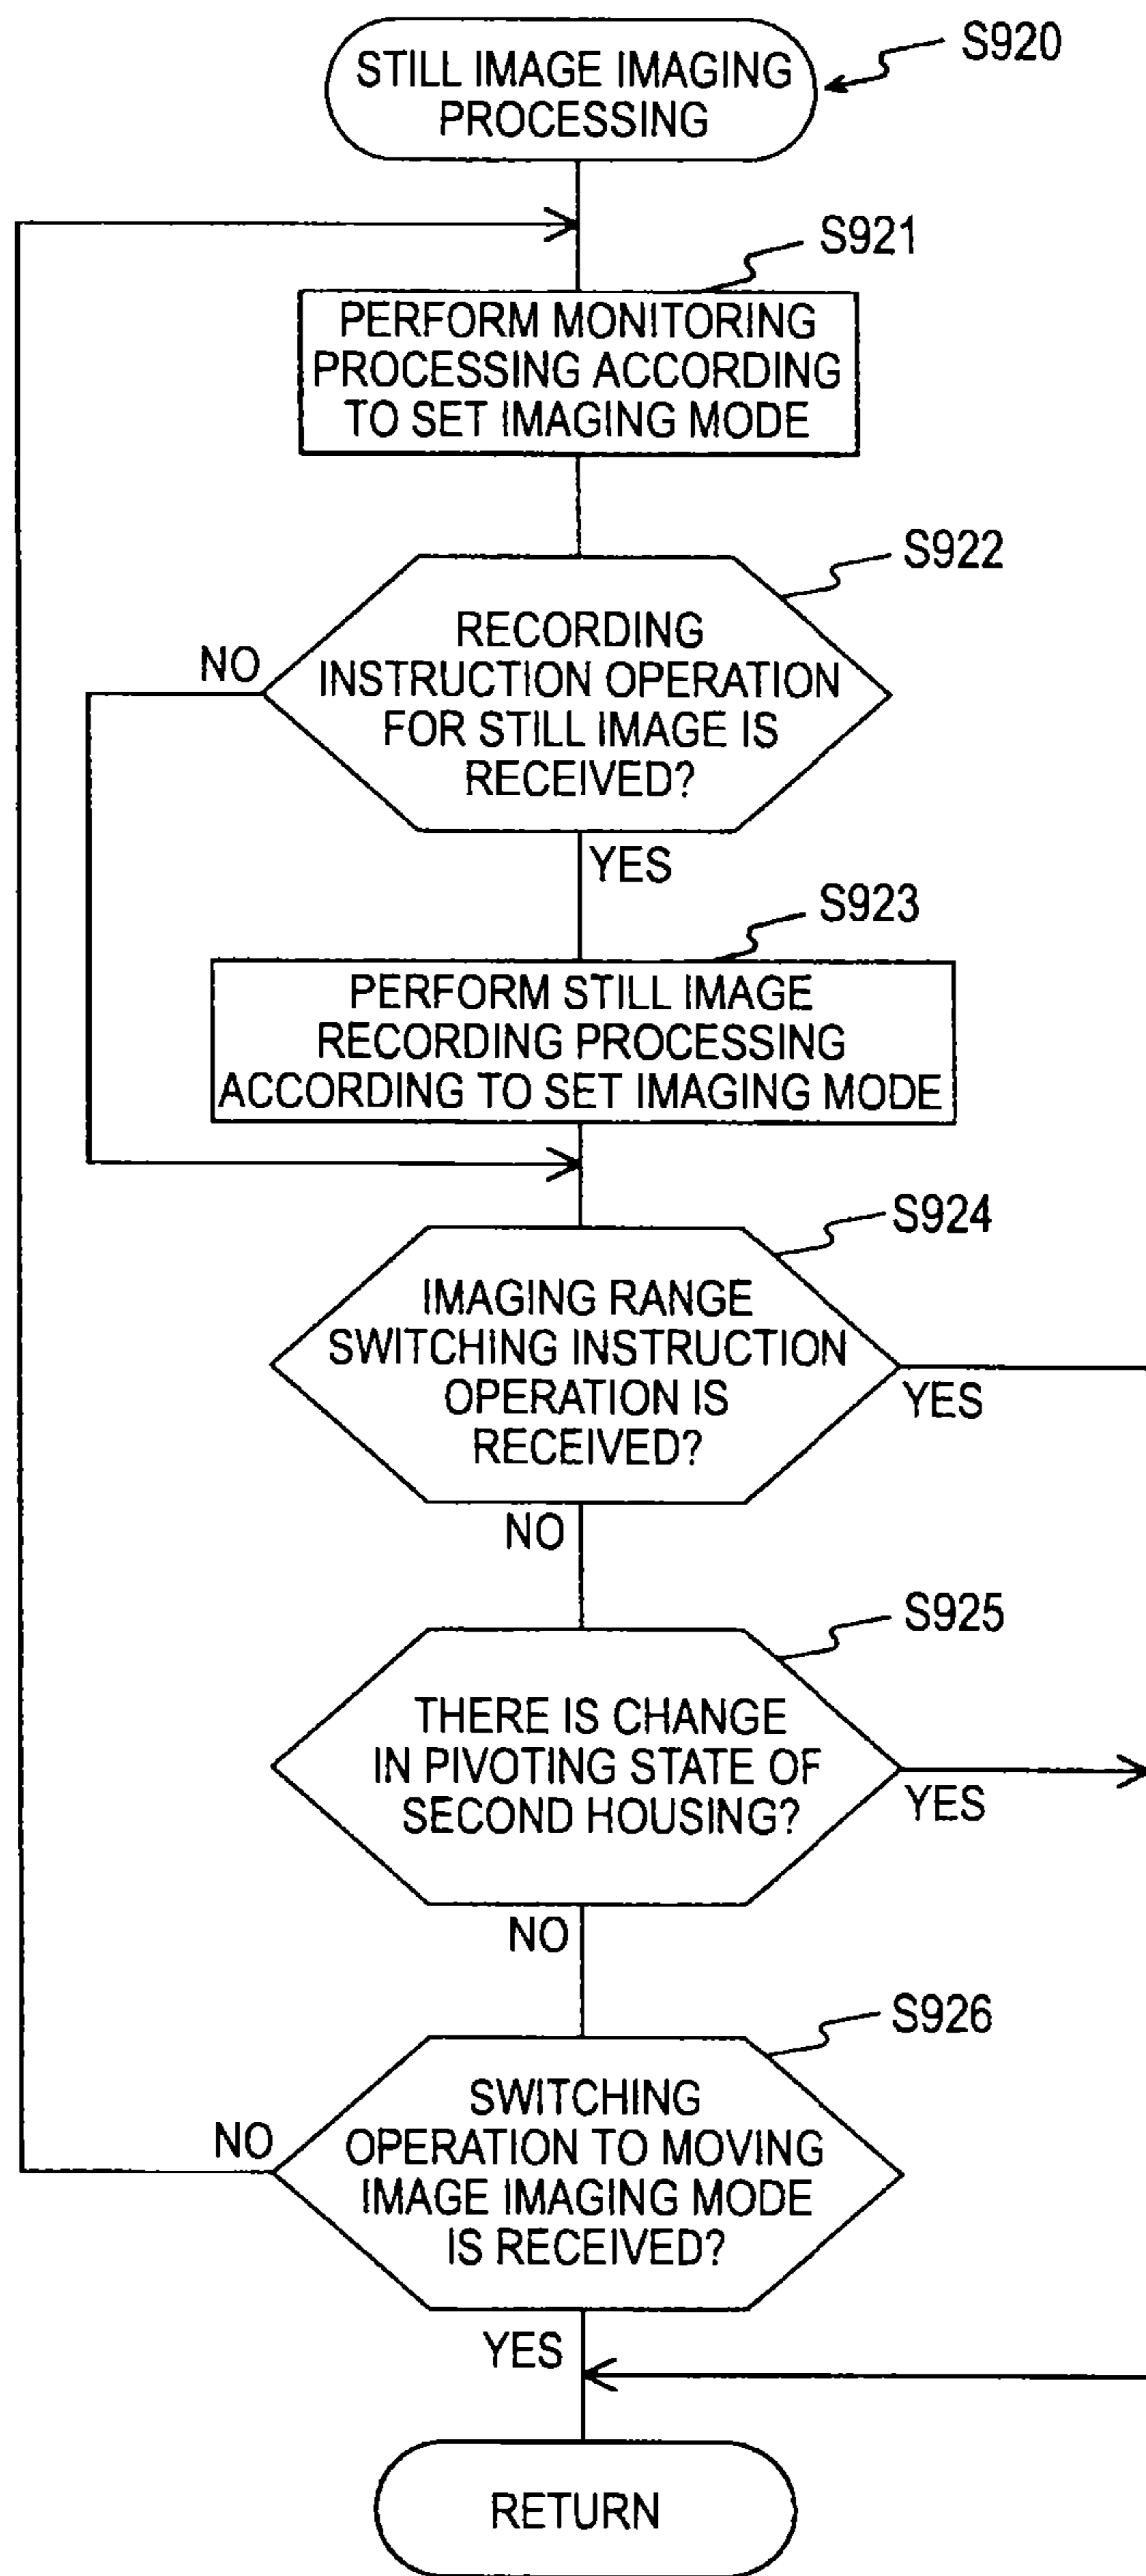 STILL IMAGE IMAGING
PROCESSING
S920
S921
PERFORM MONITORING
PROCESSING ACCORDING
TO SET IMAGING MODE
S922
RECORDING
INSTRUCTION OPERATION
FOR STILL IMAGE IS
RECEIVED?
NO
YES
S923
PERFORM STILL IMAGE
RECORDING PROCESSING
ACCORDING TO SET IMAGING MODE
S924
IMAGING RANGE
SWITCHING INSTRUCTION
OPERATION IS
RECEIVED?
YES
NO
S925
THERE IS CHANGE
IN PIVOTING STATE OF
SECOND HOUSING?
YES
NO
S926
SWITCHING
OPERATION TO MOVING
IMAGE IMAGING MODE
IS RECEIVED?
NO
YES
RETURN